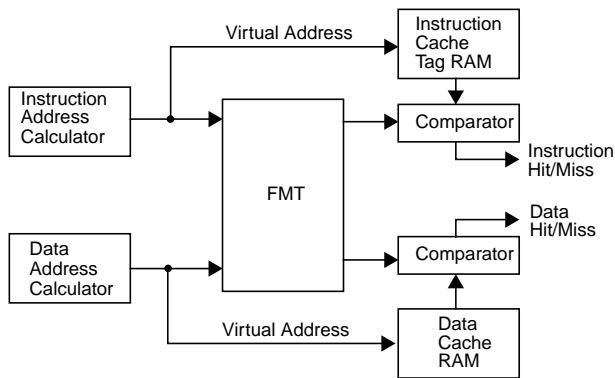 Virtual Address
Instruction
Cache
Tag RAM
Instruction
Address
Calculator
Comparator
Instruction
Hit/Miss
FMT
Data
Hit/Miss
Data
Address
Calculator
Comparator
Virtual Address
Data
Cache
RAM